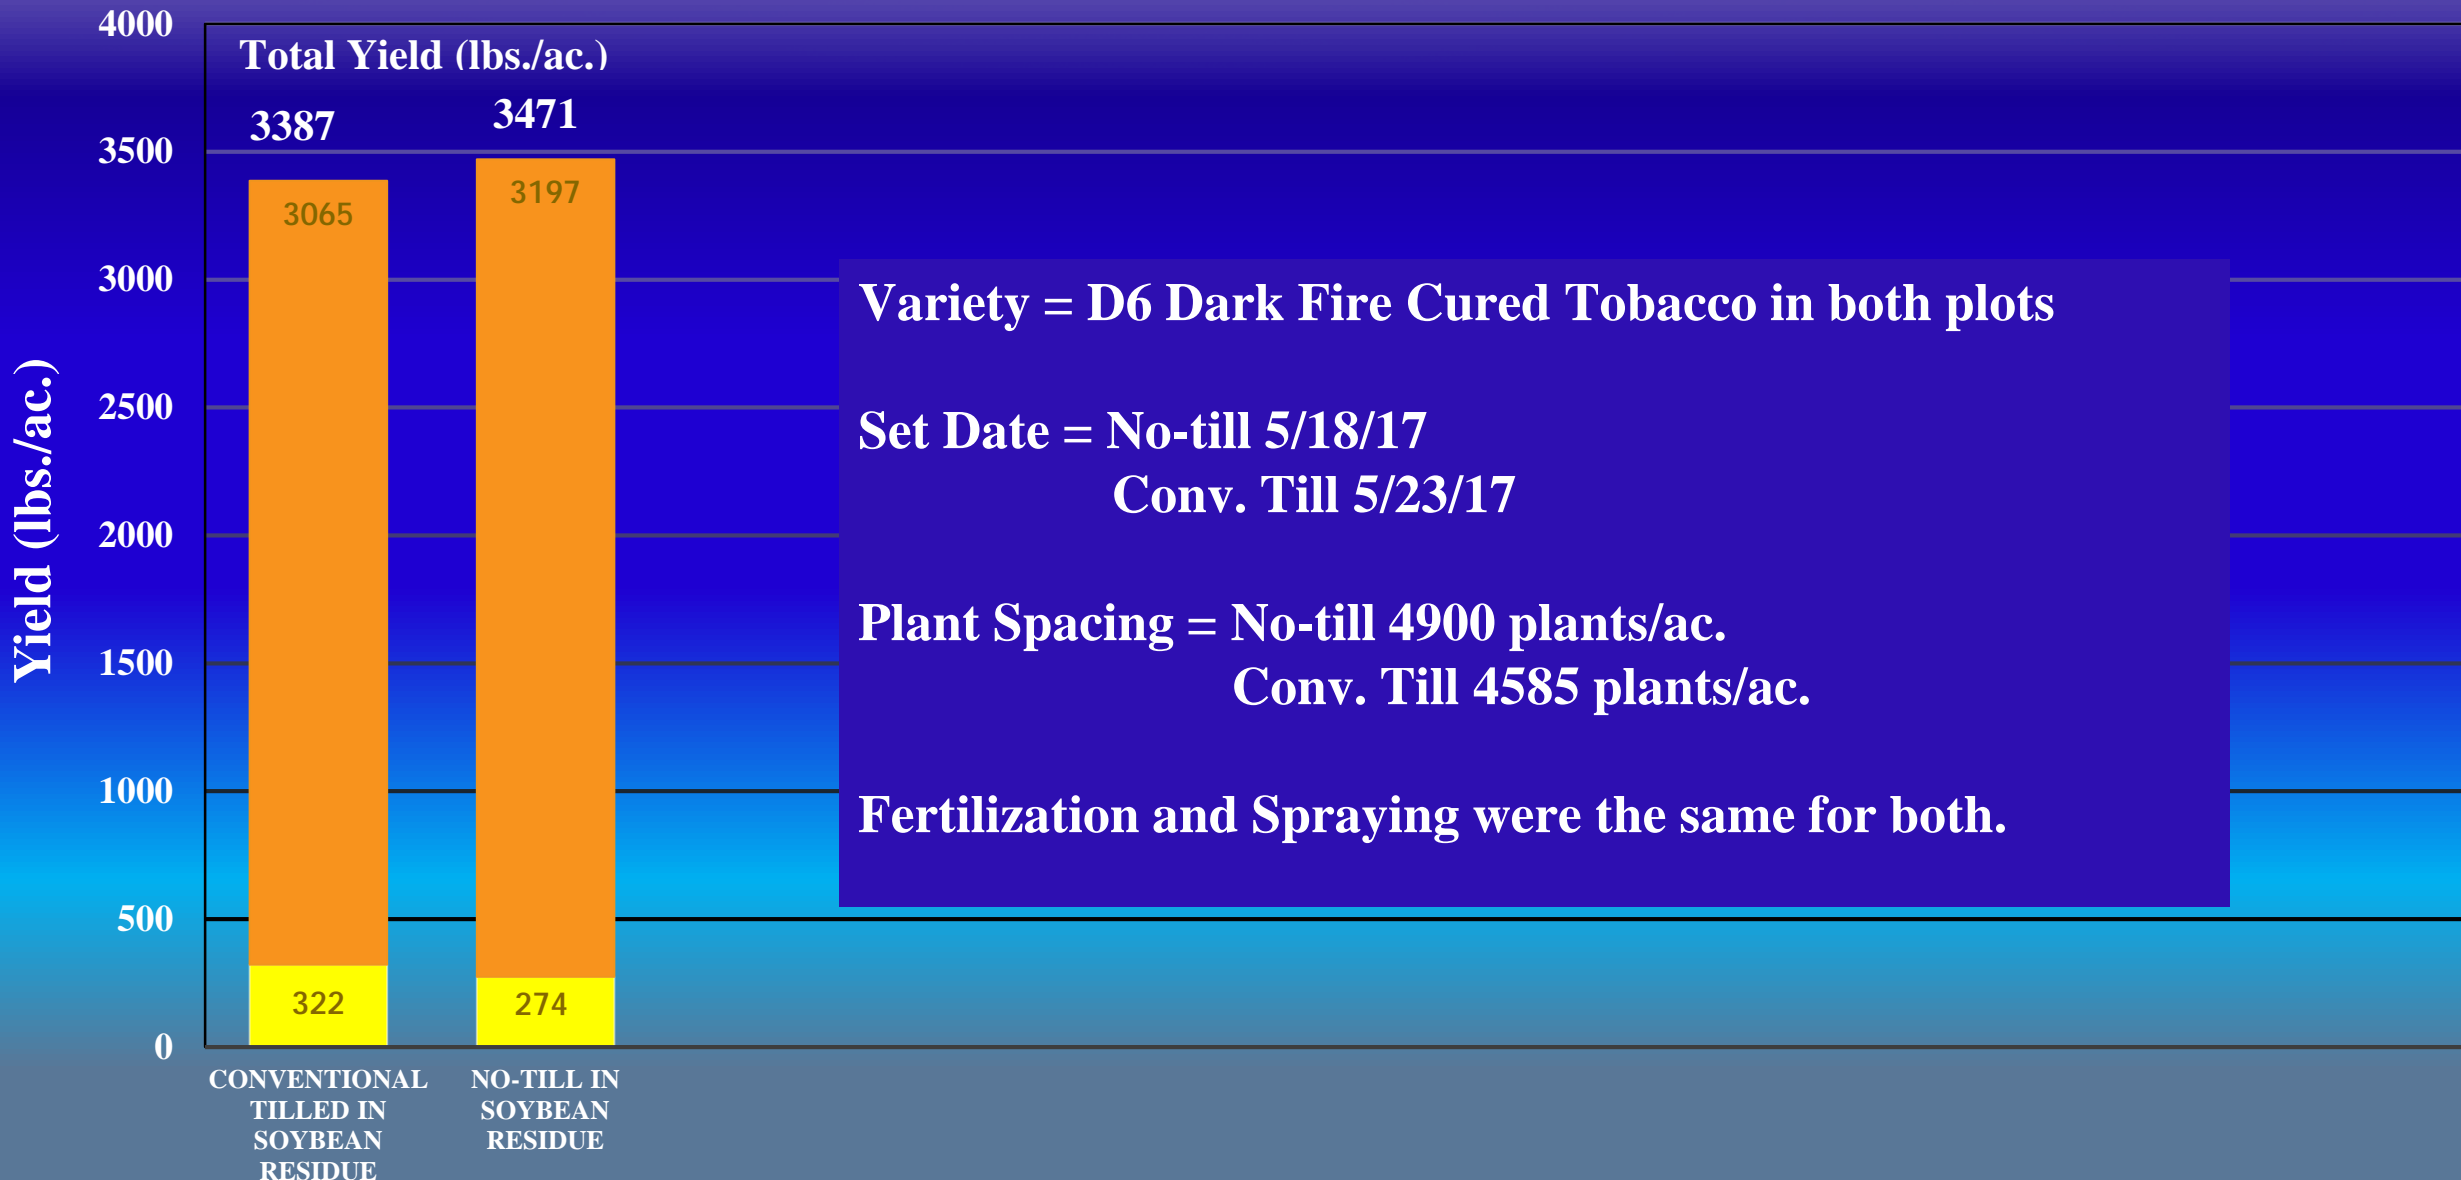 Total Yield (lbs./ac.)
3387
3471
4000
3500
3000
2500
2000
1500
1000
500
0
Yield (lbs./ac.)
3065
3197
322
274
CONVENTIONAL
TILLED IN
SOYBEAN
RESIDUE
NO-TILL IN
SOYBEAN
RESIDUE
Variety = D6 Dark Fire Cured Tobacco in both plots
Set Date = No-till 5/18/17
Conv. Till 5/23/17
Plant Spacing = No-till 4900 plants/ac.
Conv. Till 4585 plants/ac.
Fertilization and Spraying were the same for both.